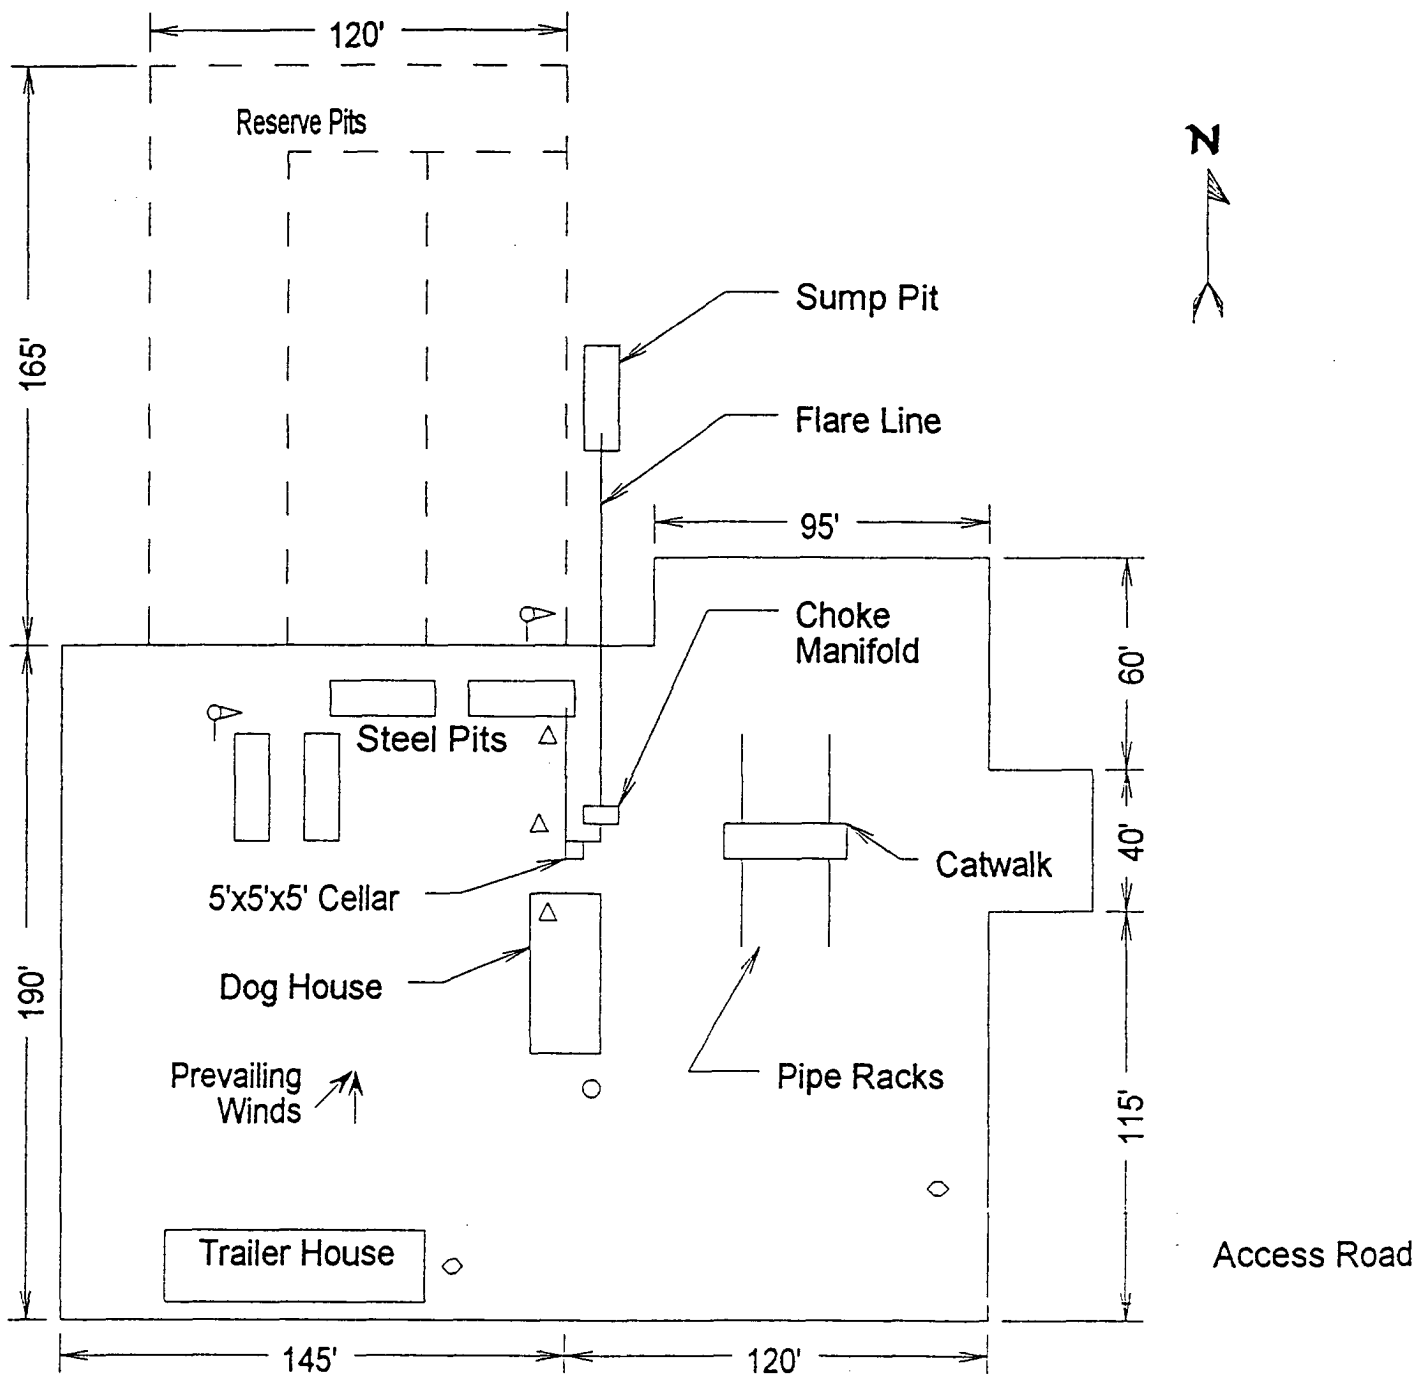 120'
Reserve Pits
N
Sump Pit
165'
Flare Line
95'
Choke
Manifold
60'
Steel Pits
40'
Catwalk
5'x5'x5' Cellar
190'
Dog House
Prevailing
Winds
Pipe Racks
115'
Trailer House
Access Road
145'
120'